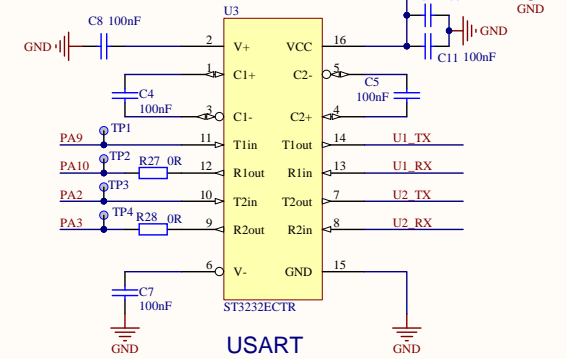 U3
GND
C8 100nF
2
V+
VCC
16
GND
C11 100nF
GND
1
C1+
C2-
5
C4
100nF
C5
100nF
3
C1-
C2+
4
PA9
TP1
11
T1in
T1out
14
U1_TX
PA10
TP2
R27 0R
12
R1out
R1in
13
U1_RX
PA2
TP3
10
T2in
T2out
7
U2_TX
PA3
TP4
R28 0R
9
R2out
R2in
8
U2_RX
6
V-
GND
15
C7
100nF
ST3232ECTR
GND
USART
GND